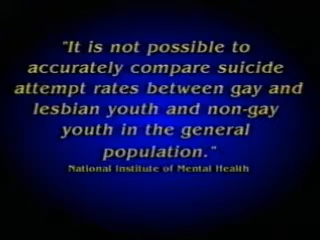 "It is not possible to
accurately compare suicide
attempt rates between gay and
lesbian youth and non-gay
youth in the general
population."
National Institute of Mental Health